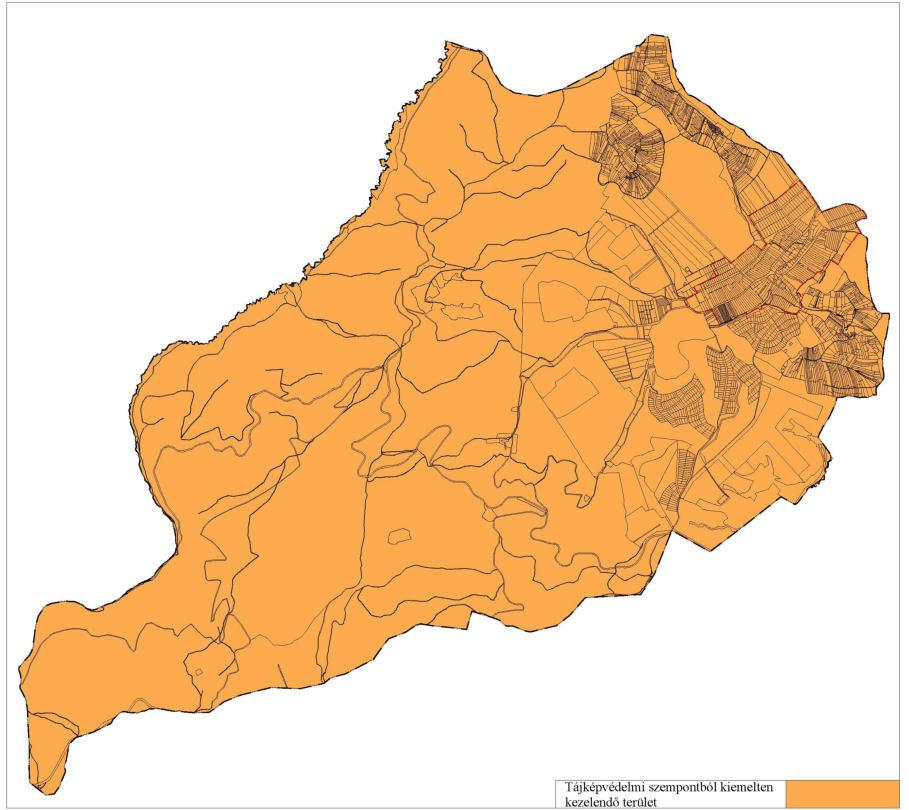 Tájképvédelmi szempontból kiemelten
kezelendő terület